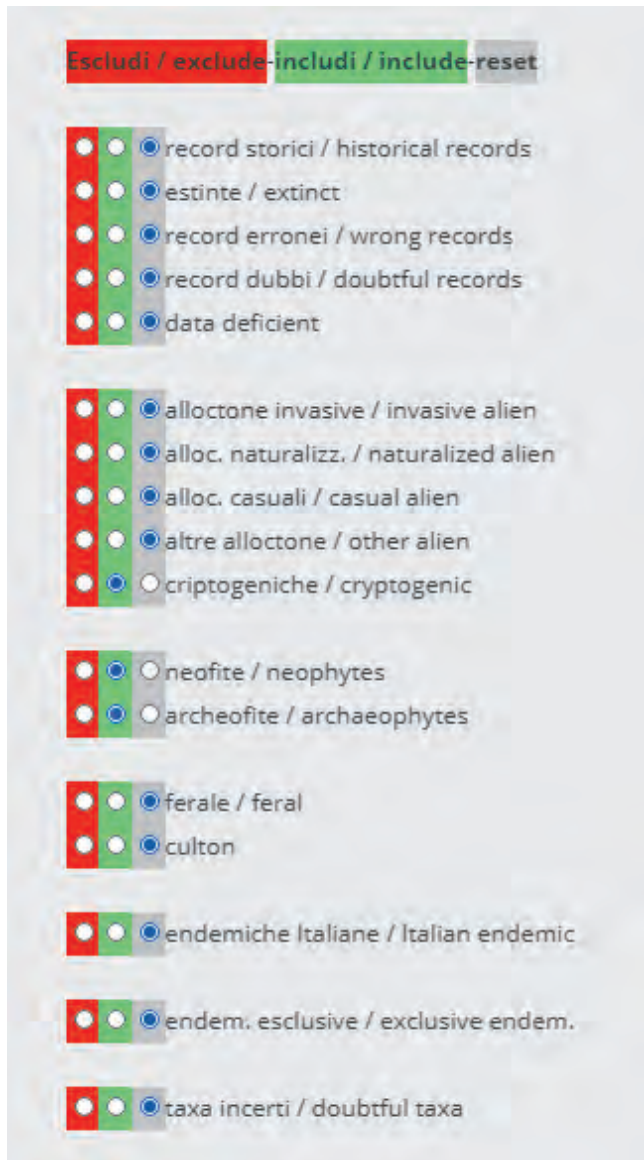 Escludi / exclude-includi / include-reset
record storici / historical records
estinte / extinct
record erronei / wrong records
record dubbi / doubtful records
data deficient
alloctone invasive / invasive alien
alloc. naturalizz. / naturalized alien
alloc. casuali / casual alien
altre alloctone / other alien
criptogeniche / cryptogenic
neofite / neophytes
archeofite / archaeophytes
ferale / feral
culton
endemiche Italiane / Italian endemic
endem. esclusive / exclusive endem.
taxa incerti / doubtful taxa